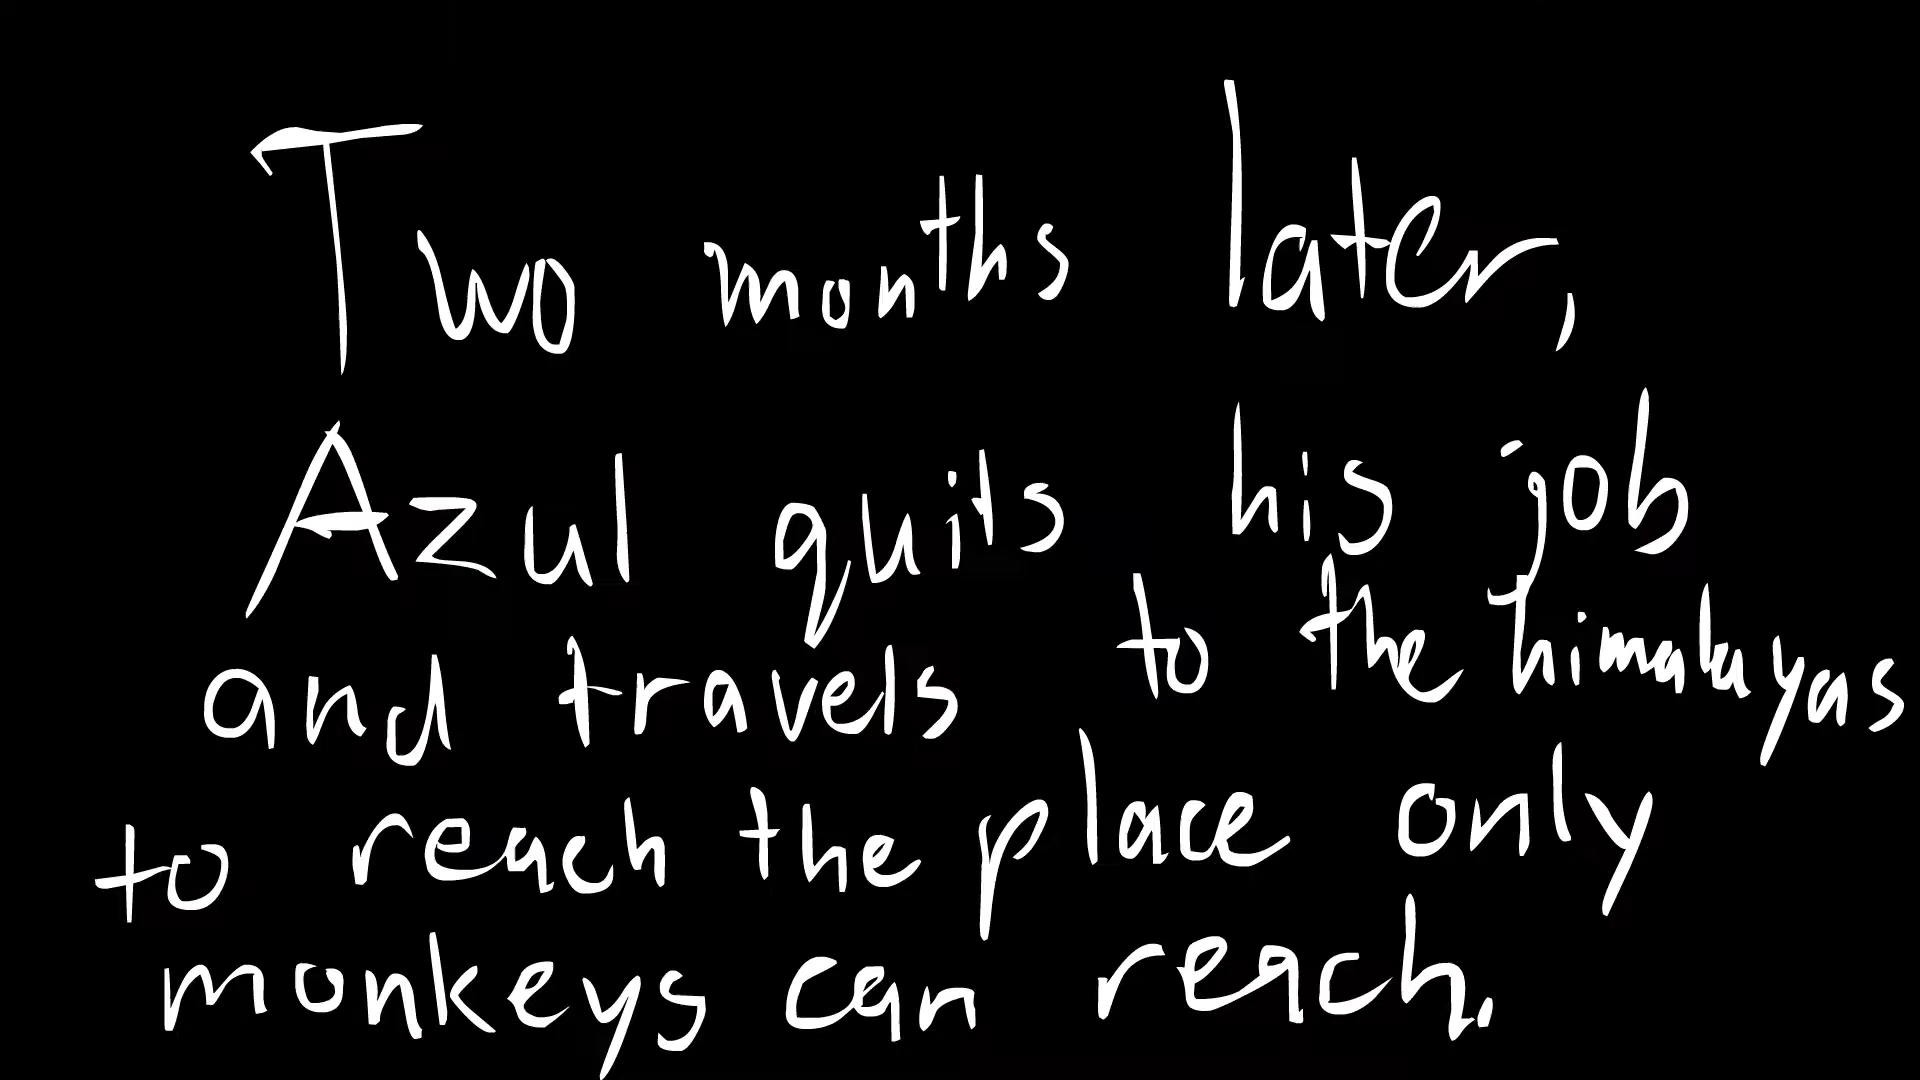 Two months later,
Azul quits his job
and travels to the himalayas
to reach the place only
monkeys can reach.